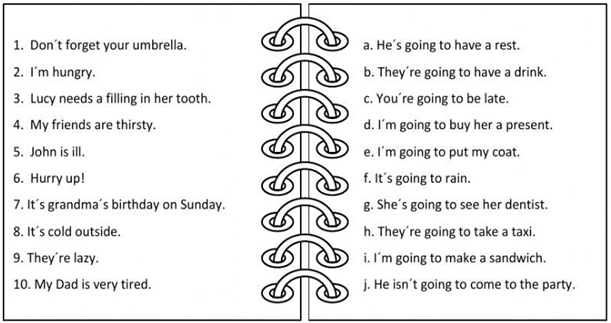 1. Don´t forget your umbrella.
2. I´m hungry.
3. Lucy needs a filling in her tooth.
4. My friends are thirsty.
5. John is ill.
6. Hurry up!
7. It´s grandma´s birthday on Sunday.
8. It´s cold outside.
9. They´re lazy.
10. My Dad is very tired.
a. He´s going to have a rest.
b. They´re going to have a drink.
c. You´re going to be late.
d. I´m going to buy her a present.
e. I´m going to put my coat.
f. It´s going to rain.
g. She´s going to see her dentist.
h. They´re going to take a taxi.
i. I´m going to make a sandwich.
j. He isn´t going to come to the party.